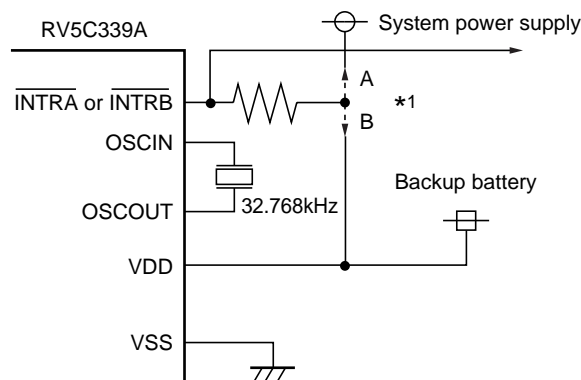 RV5C339A
System power supply
INTRA or INTRB
A
*1
B
OSCIN
Backup battery
OSCOUT
32.768kHz
VDD
VSS